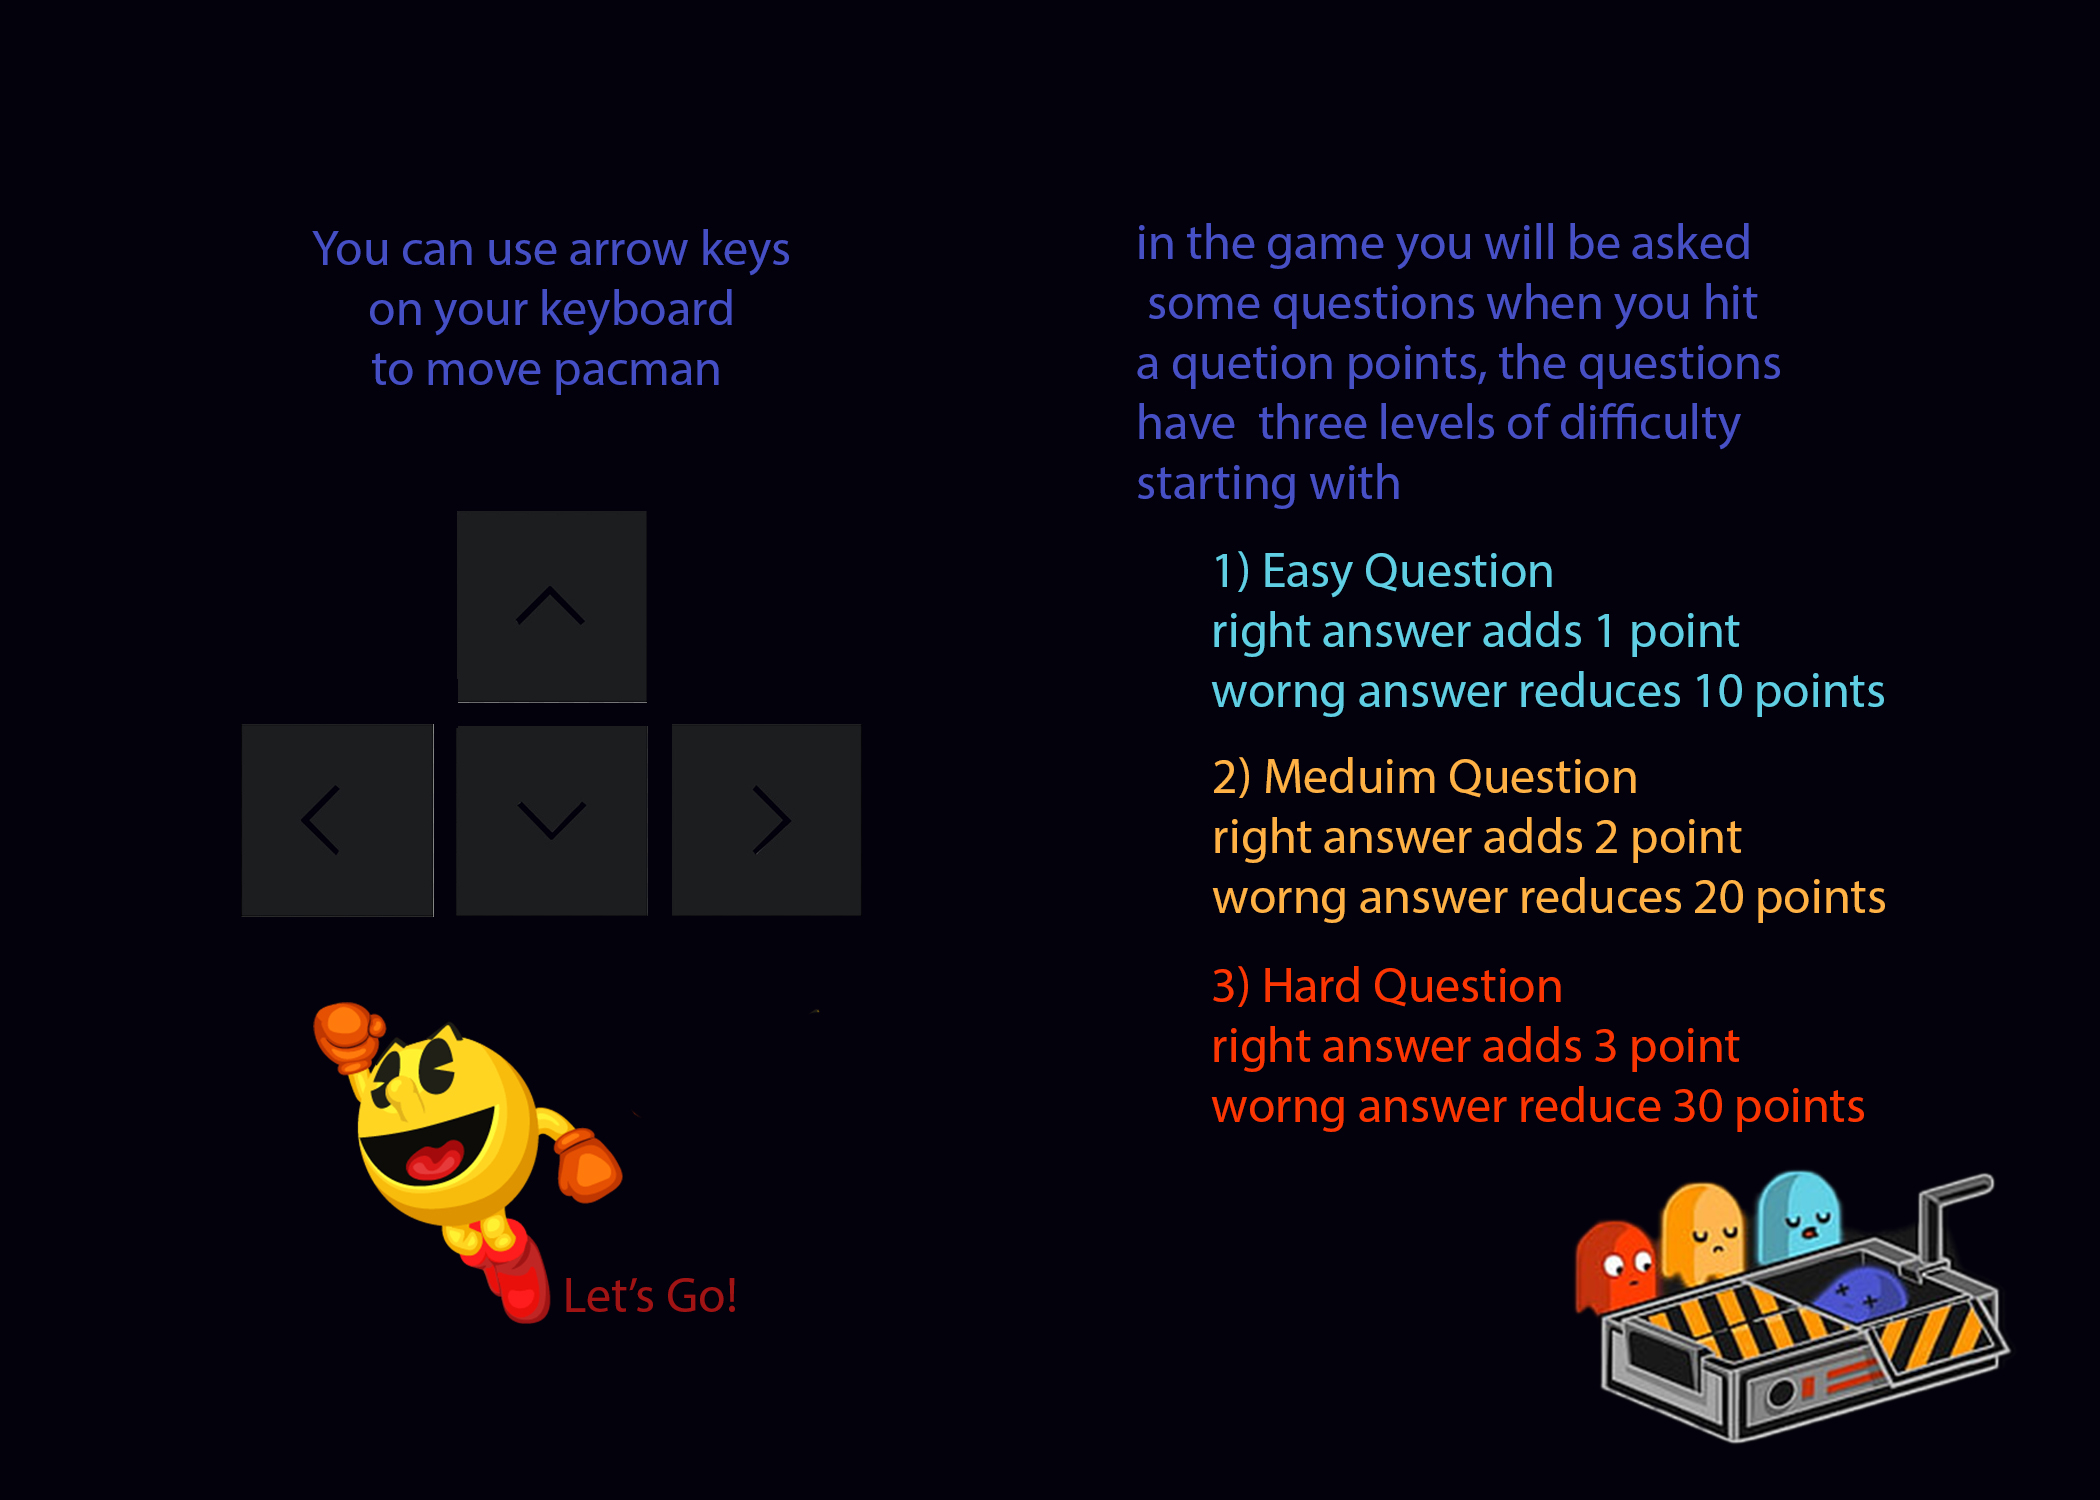 You can use arrow keys
on your keyboard
to move pacman
in the game you will be asked
some questions when you hit
a quetion points, the questions
have three levels of difficulty
starting with
1) Easy Question
right answer adds 1 point
worng answer reduces 10 points
2) Meduim Question
right answer adds 2 point
worng answer reduces 20 points
3) Hard Question
right answer adds 3 point
worng answer reduce 30 points
Let's Go!